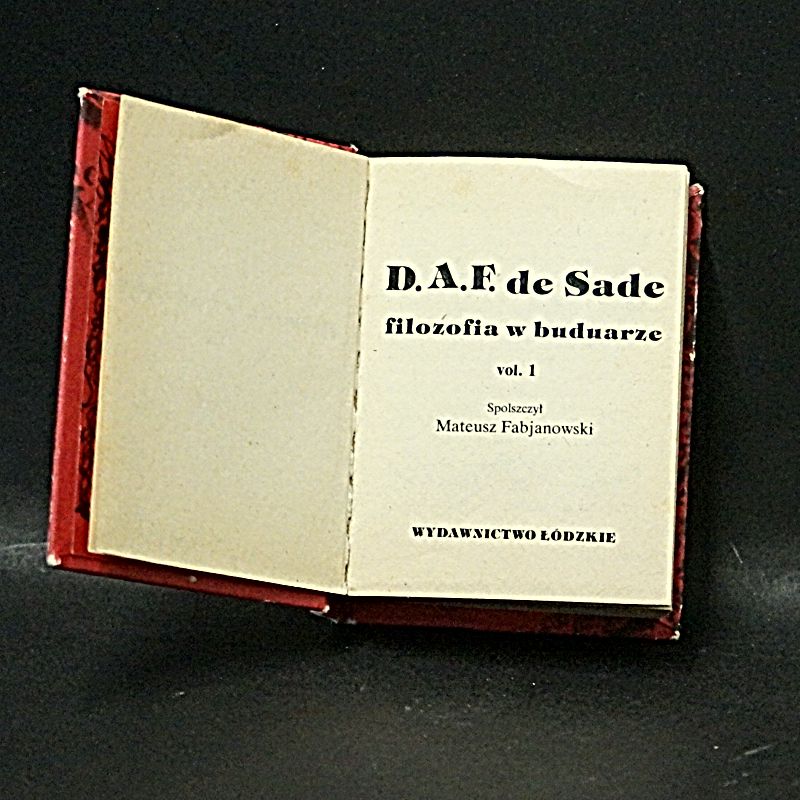 D.A.F. de Sade
filozofia w buduarze
vol. 1
Spolszczył
Mateusz Fabjanowski
WYDAWNICTWO ŁÓDZKIE